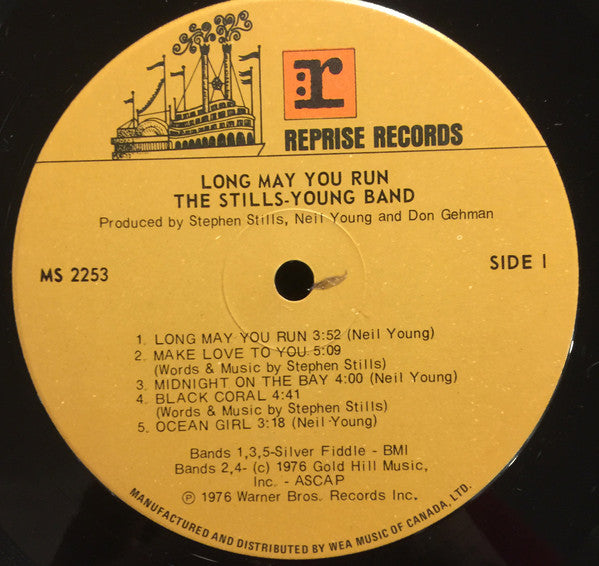 r
REPRISE RECORDS
LONG MAY YOU RUN
THE STILLS-YOUNG BAND
Produced by Stephen Stills, Neil Young and Don Gehman
MS 2253
SIDE 1
1. LONG MAY YOU RUN 3:52 (Neil Young)
2. MAKE LOVE TO YOU 5:09
(Words & Music by Stephen Stills)
3. MIDNIGHT ON THE BAY 4:00 (Neil Young)
4. BLACK CORAL 4:41
(Words & Music by Stephen Stills)
5. OCEAN GIRL 3:18 (Neil Young)
Bands 1,3,5-Silver Fiddle - BMI
Bands 2,4- (c) 1976 Gold Hill Music,
Inc. - ASCAP
℗ 1976 Warner Bros. Records Inc.
MANUFACTURED AND DISTRIBUTED BY WEA MUSIC OF CANADA, LTD.